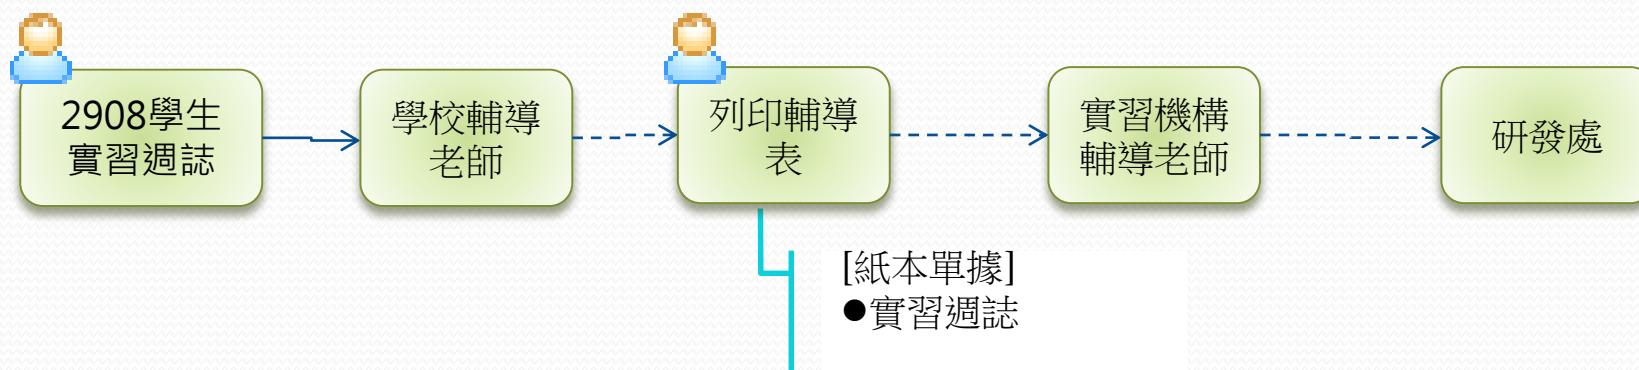 2908學生
實習週誌
學校輔導
老師
列印輔導
表
實習機構
輔導老師
研發處
[紙本單據]
●實習週誌